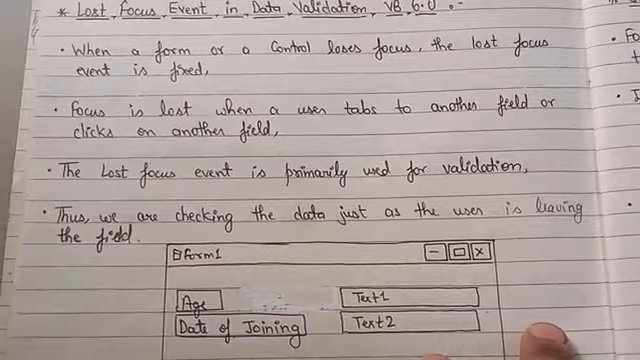 * Lost Focus Event in Data Validation, VB 6.0 :-
• When a form or a Control loses focus, the lost focus
event is fixed,
• Focus is lost when a user tabs to another field or
clicks on another field,
• The Lost focus event is primarily used for validation,
• Thus, we are checking the data just as the user is leaving
the field.
Form1
Age
Text1
Date of Joining
Text2
• Fo
• I